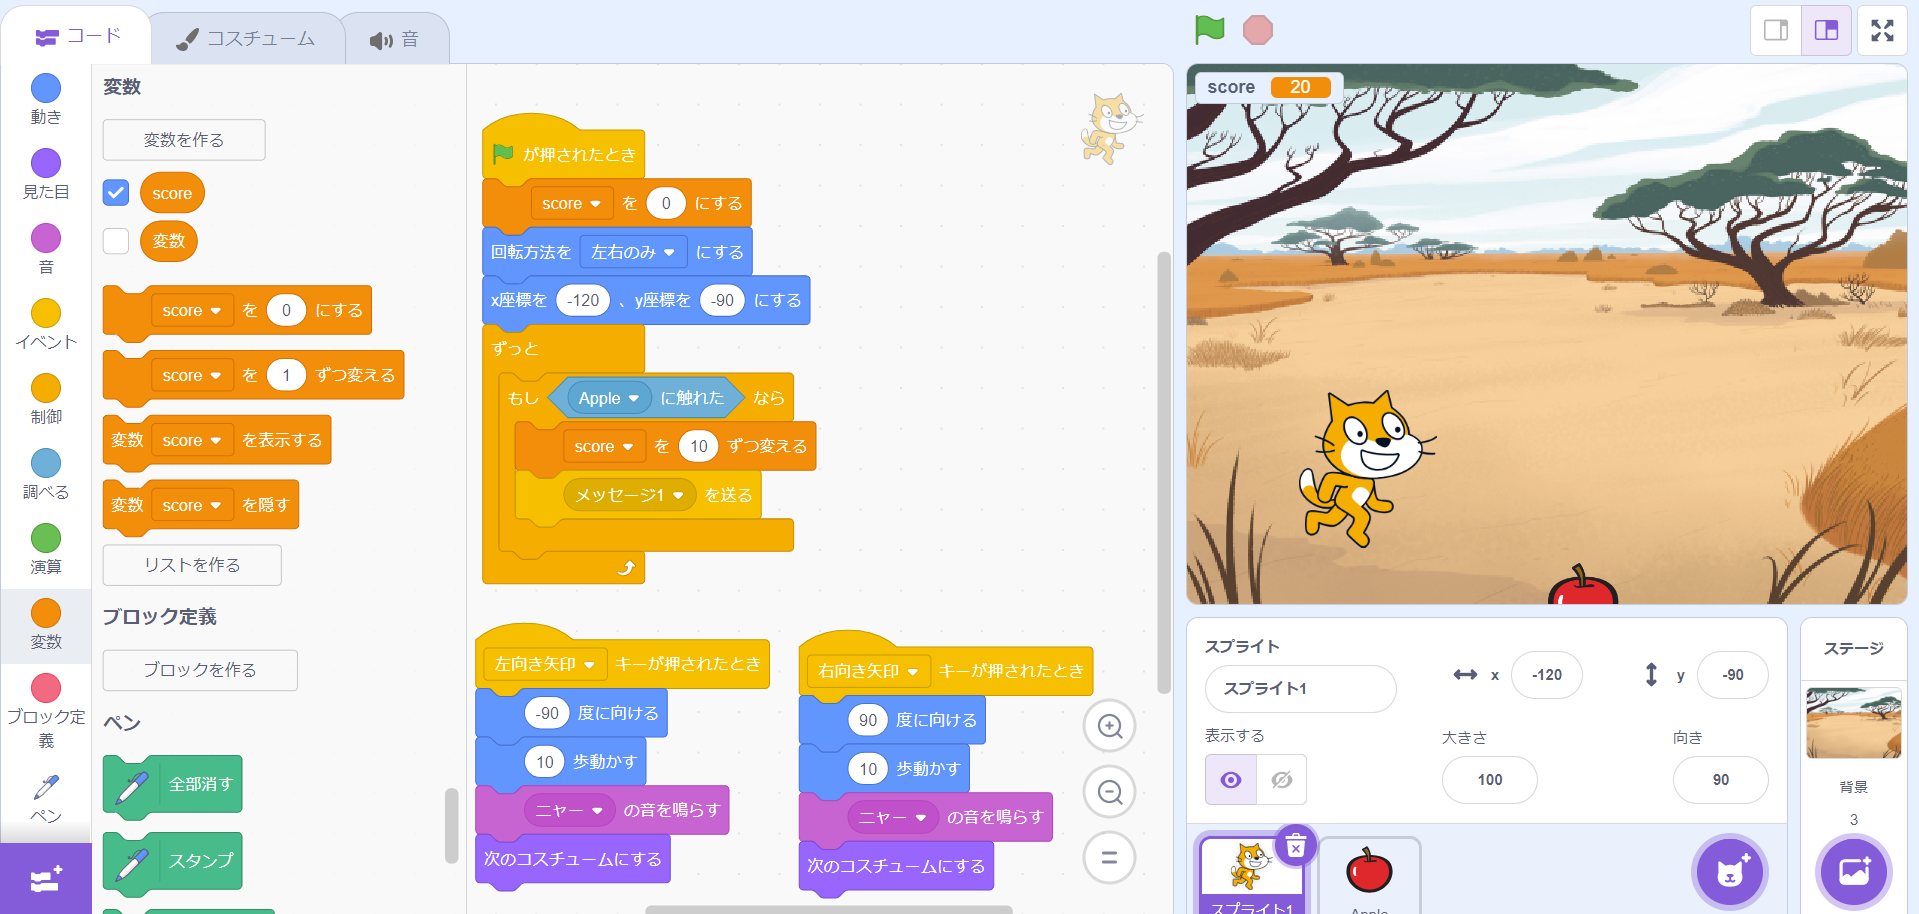 コード
コスチューム
音
動き
見た目
音
イベント
制御
調べる
演算
変数
ブロック定
義
ペン
変数
変数を作る
score
変数
score を 0 にする
score を 1 ずつ変える
変数 score を表示する
変数 score を隠す
リストを作る
ブロック定義
ブロックを作る
ペン
全部消す
スタンプ
が押されたとき
score を 0 にする
回転方法を 左右のみ にする
x座標を -120 、y座標を -90 にする
ずっと
もし Apple に触れた なら
score を 10 ずつ変える
メッセージ1 を送る
左向き矢印 キーが押されたとき
-90 度に向ける
10 歩動かす
ニャー の音を鳴らす
次のコスチュームにする
右向き矢印 キーが押されたとき
90 度に向ける
10 歩動かす
ニャー の音を鳴らす
次のコスチュームにする
score 20
スプライト
スプライト1
x -120
y -90
表示する
大きさ
100
向き
90
スプライト1
Apple
ステージ
背景
3